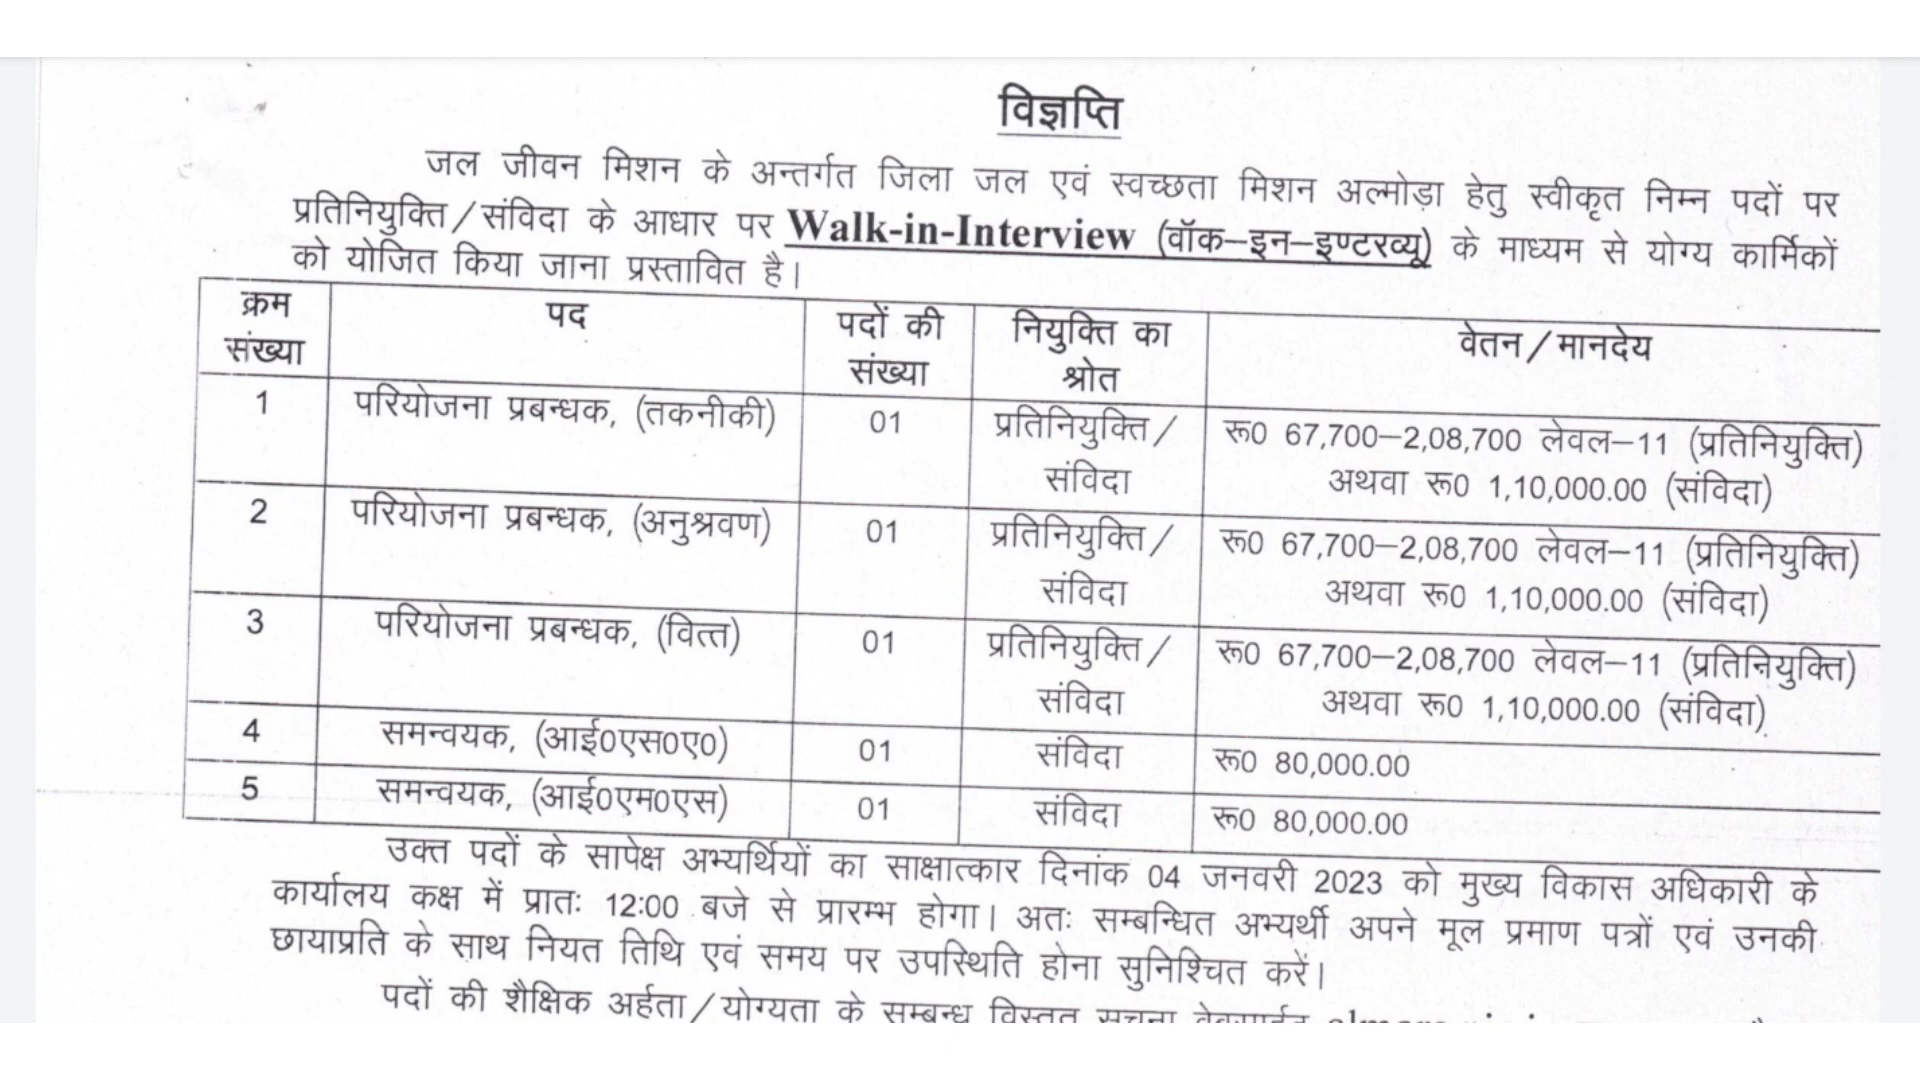 विज्ञप्ति
जल जीवन मिशन के अन्तर्गत जिला जल एवं स्वच्छता मिशन अल्मोड़ा हेतु स्वीकृत निम्न पदों पर
प्रतिनियुक्ति/संविदा के आधार पर Walk-in-Interview (वॉक–इन–इण्टरव्यू) के माध्यम से योग्य कार्मिकों
को योजित किया जाना प्रस्तावित है।
क्रम संख्या पद पदों की संख्या नियुक्ति का श्रोत वेतन/मानदेय
1 परियोजना प्रबन्धक, (तकनीकी) 01 प्रतिनियुक्ति/ रू0 67,700–2,08,700 लेवल–11 (प्रतिनियुक्ति)
संविदा अथवा रू0 1,10,000.00 (संविदा)
2 परियोजना प्रबन्धक, (अनुश्रवण) 01 प्रतिनियुक्ति/ रू0 67,700–2,08,700 लेवल–11 (प्रतिनियुक्ति)
संविदा अथवा रू0 1,10,000.00 (संविदा)
3 परियोजना प्रबन्धक, (वित्त) 01 प्रतिनियुक्ति/ रू0 67,700–2,08,700 लेवल–11 (प्रतिनियुक्ति)
संविदा अथवा रू0 1,10,000.00 (संविदा)
4 समन्वयक, (आई0एस0ए0) 01 संविदा रू0 80,000.00
5 समन्वयक, (आई0एम0एस) 01 संविदा रू0 80,000.00
उक्त पदों के सापेक्ष अभ्यर्थियों का साक्षात्कार दिनांक 04 जनवरी 2023 को मुख्य विकास अधिकारी के
कार्यालय कक्ष में प्रातः 12:00 बजे से प्रारम्भ होगा। अतः सम्बन्धित अभ्यर्थी अपने मूल प्रमाण पत्रों एवं उनकी
छायाप्रति के साथ नियत तिथि एवं समय पर उपस्थिति होना सुनिश्चित करें।
पदों की शैक्षिक अर्हता/योग्यता के सम्बन्ध विस्तृत सूचना